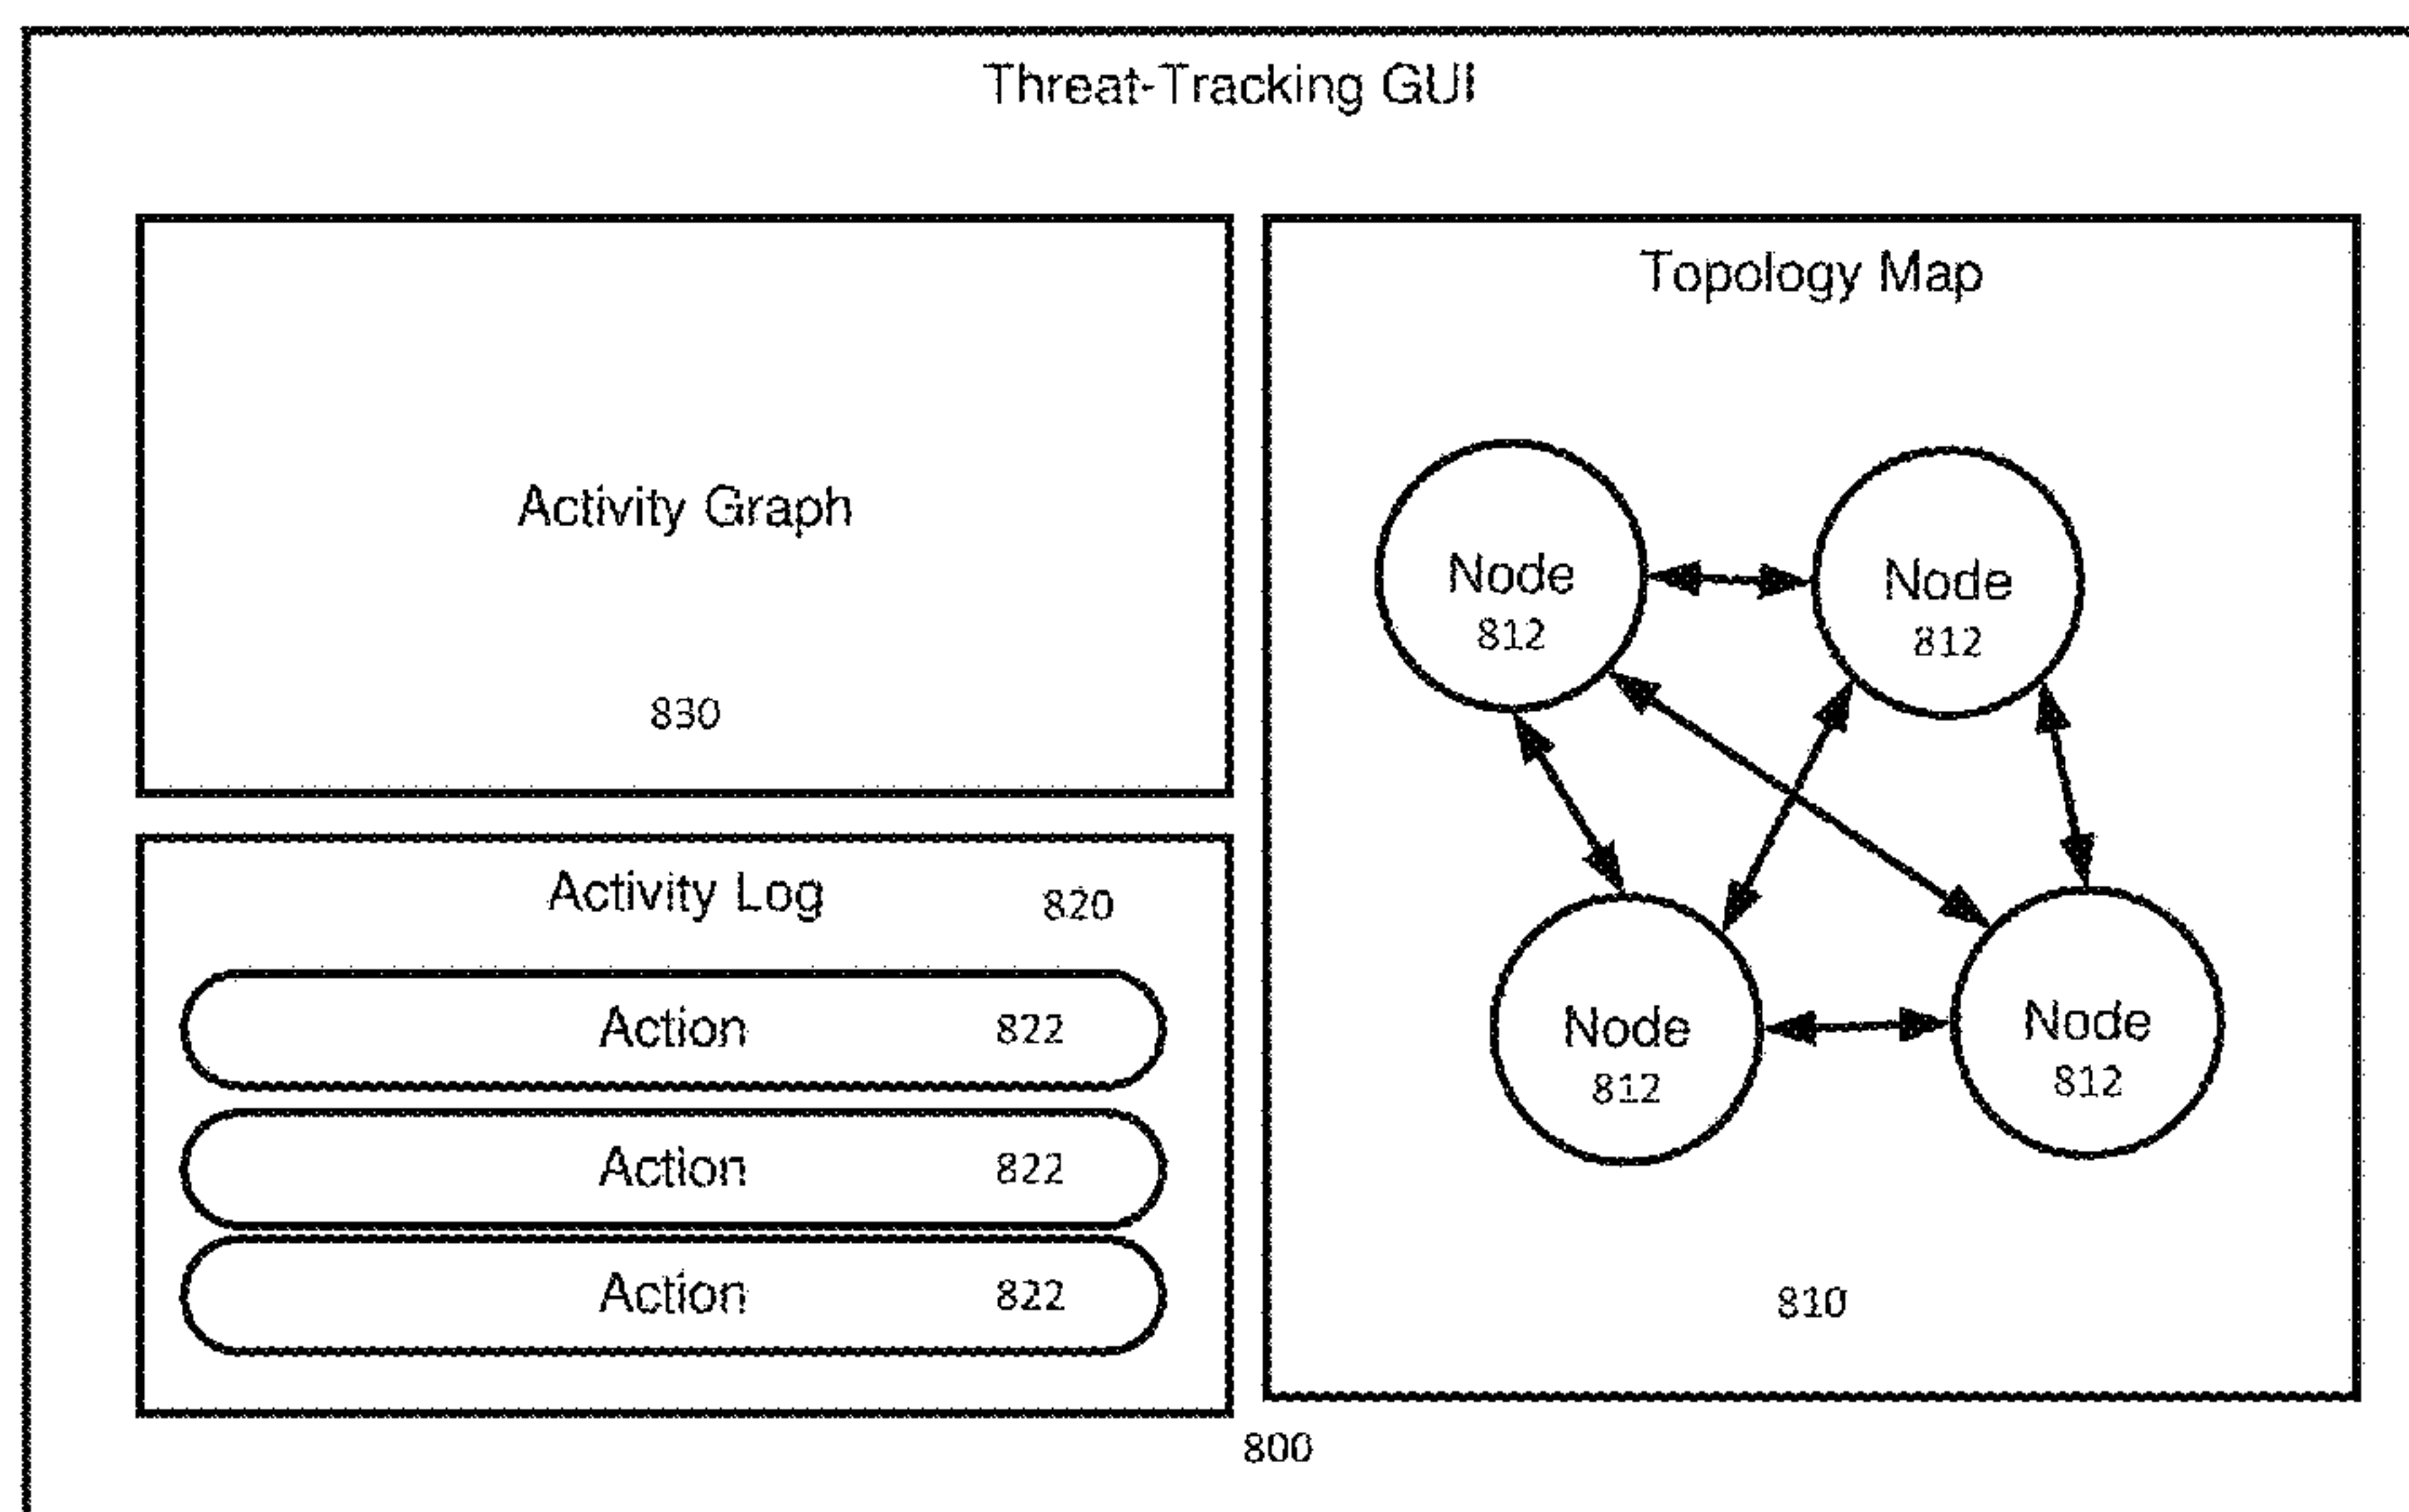 Threat-Tracking GUI
Activity Graph
830
Activity Log 820
Action 822
Action 822
Action 822
Topology Map
Node
812
Node
812
Node
812
Node
812
810
800